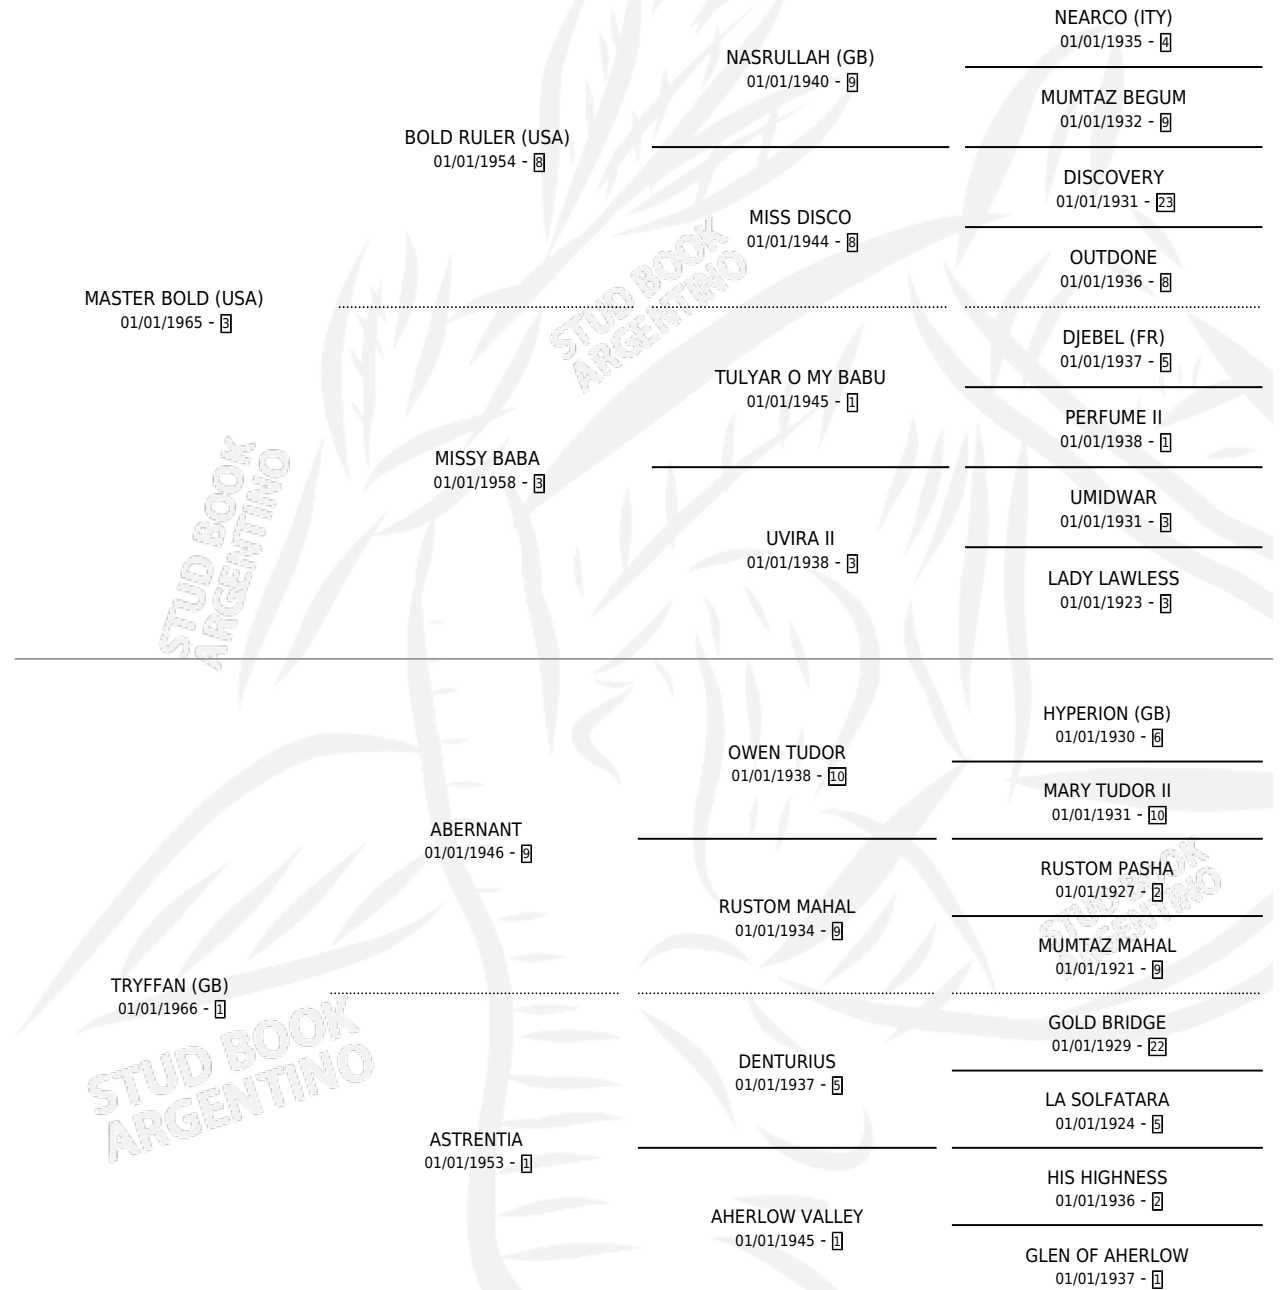 NEARCO (ITY)
01/01/1935 - 4
NASRULLAH (GB)
01/01/1940 - 9
MUMTAZ BEGUM
01/01/1932 - 9
BOLD RULER (USA)
01/01/1954 - 8
DISCOVERY
01/01/1931 - 23
MISS DISCO
01/01/1944 - 8
OUTDONE
01/01/1936 - 8
MASTER BOLD (USA)
01/01/1965 - 3
DJEBEL (FR)
01/01/1937 - 5
TULYAR O MY BABU
01/01/1945 - 1
PERFUME II
01/01/1938 - 1
MISSY BABA
01/01/1958 - 3
UMIDWAR
01/01/1931 - 3
UVIRA II
01/01/1938 - 3
LADY LAWLESS
01/01/1923 - 3
HYPERION (GB)
01/01/1930 - 6
OWEN TUDOR
01/01/1938 - 10
MARY TUDOR II
01/01/1931 - 10
ABERNANT
01/01/1946 - 9
RUSTOM PASHA
01/01/1927 - 2
RUSTOM MAHAL
01/01/1934 - 9
MUMTAZ MAHAL
01/01/1921 - 9
TRYFFAN (GB)
01/01/1966 - 1
GOLD BRIDGE
01/01/1929 - 22
DENTURIUS
01/01/1937 - 5
LA SOLFATARA
01/01/1924 - 5
ASTRENTIA
01/01/1953 - 1
HIS HIGHNESS
01/01/1936 - 2
AHERLOW VALLEY
01/01/1945 - 1
GLEN OF AHERLOW
01/01/1937 - 1
STUD BOOK
ARGENTINO
STUD BOOK
ARGENTINO
STUD BOOK
ARGENTINO
STUD BOOK
ARGENTINO